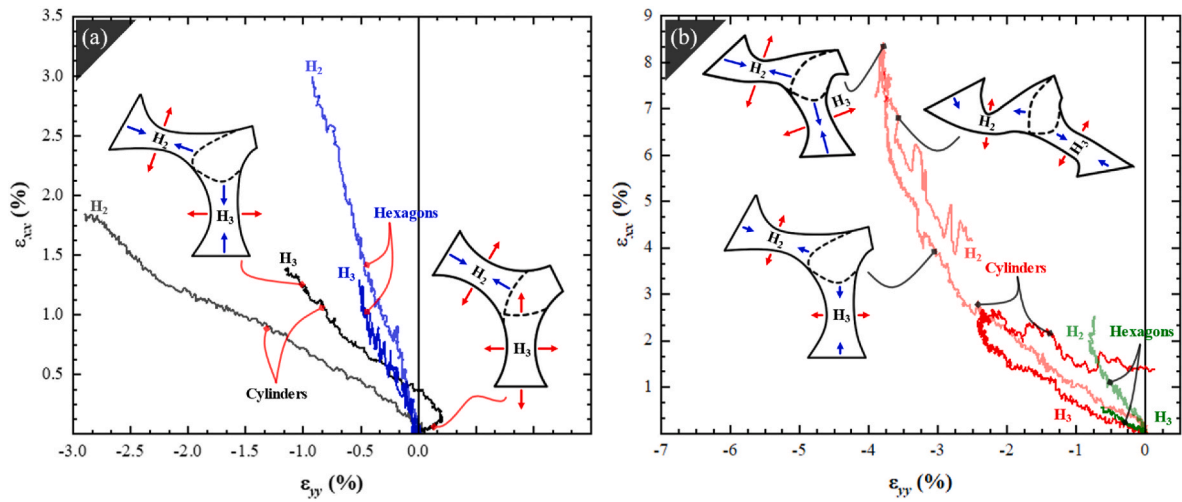 (a)
3.5
3.0
2.5
2.0
1.5
1.0
0.5
εxx (%)
-3.0
-2.5
-2.0
-1.5
-1.0
-0.5
0.0
εyy (%)
H2
H2
H3
H2
Hexagons
H3
H3
Cylinders
H2
H3
(b)
9
8
7
6
5
4
3
2
1
0
εxx (%)
-7
-6
-5
-4
-3
-2
-1
0
εyy (%)
H2
H3
H2
H3
H2
H3
H2
Cylinders
H2
Hexagons
H3
H3